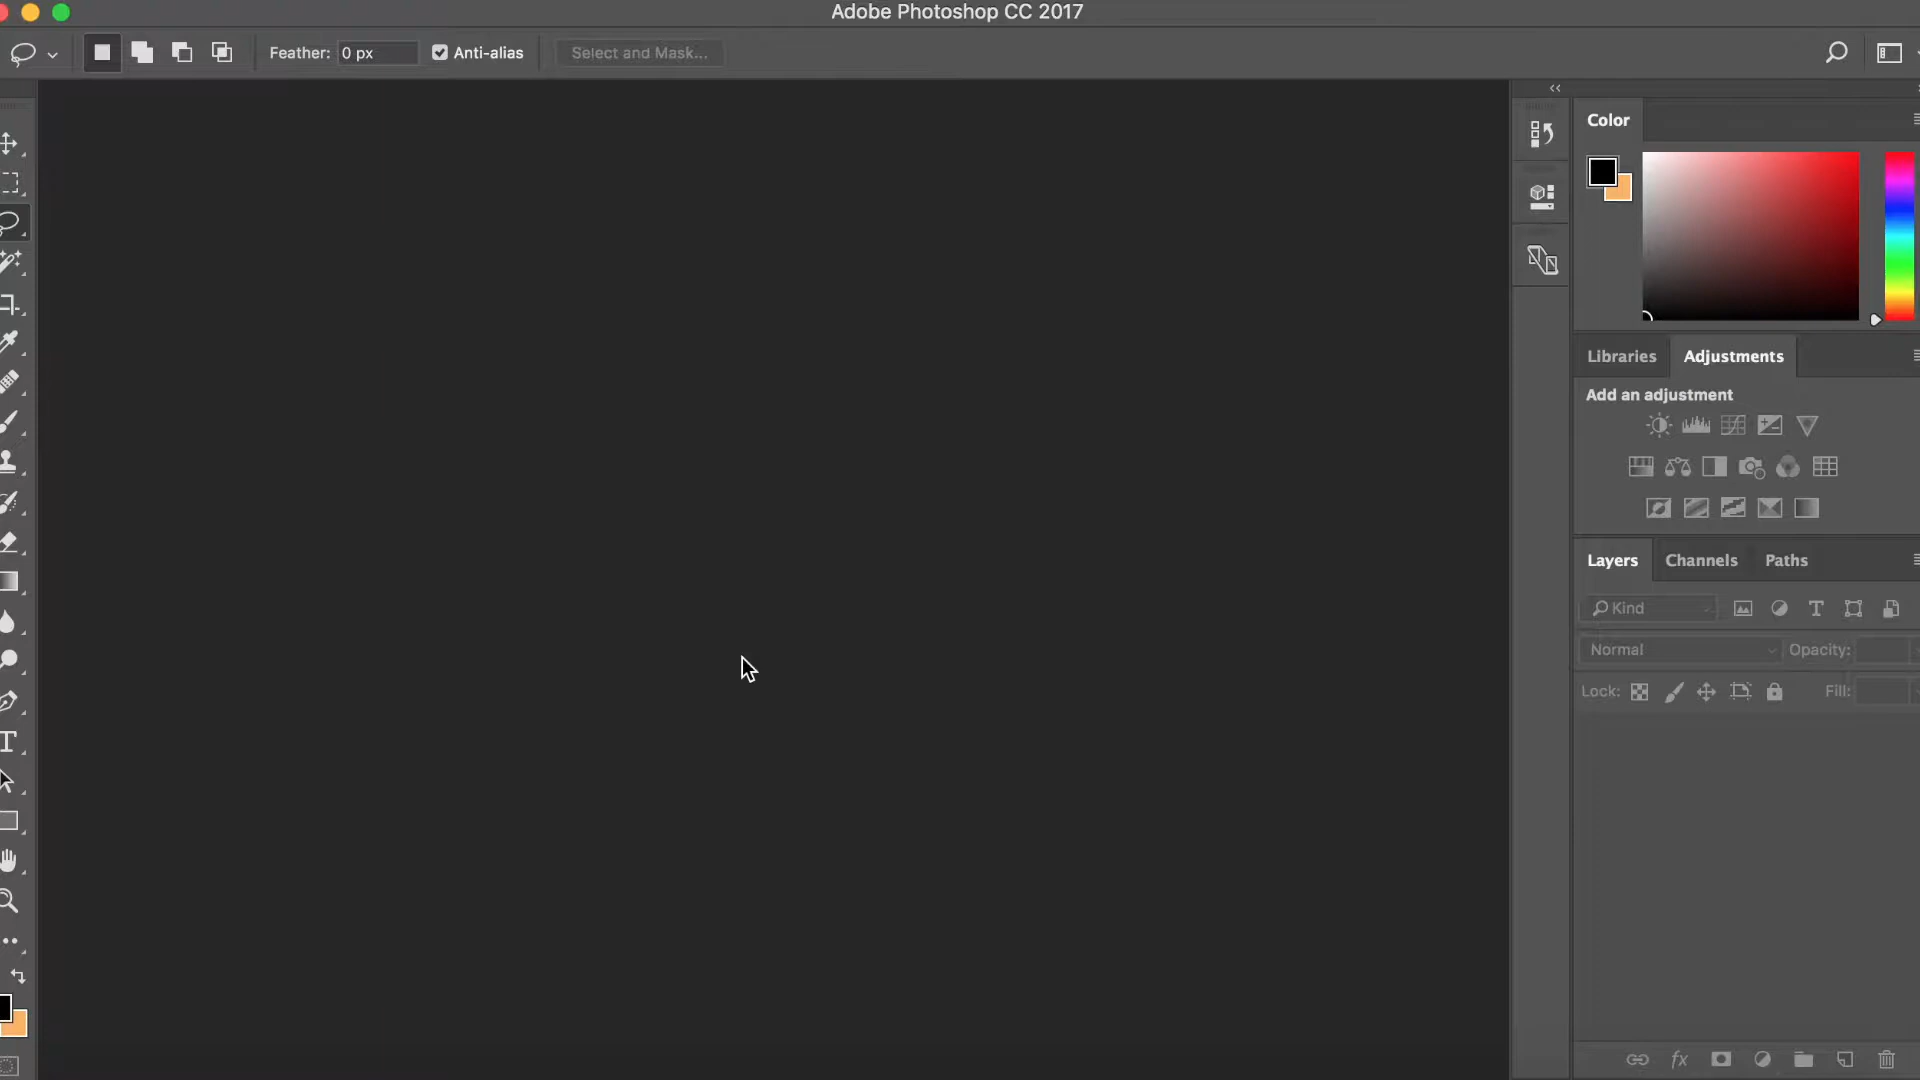 Adobe Photoshop CC 2017
Feather: 0 px Anti-alias Select and Mask...
Color
Libraries Adjustments
Add an adjustment
Layers Channels Paths
Kind
Normal Opacity:
Lock: Fill: